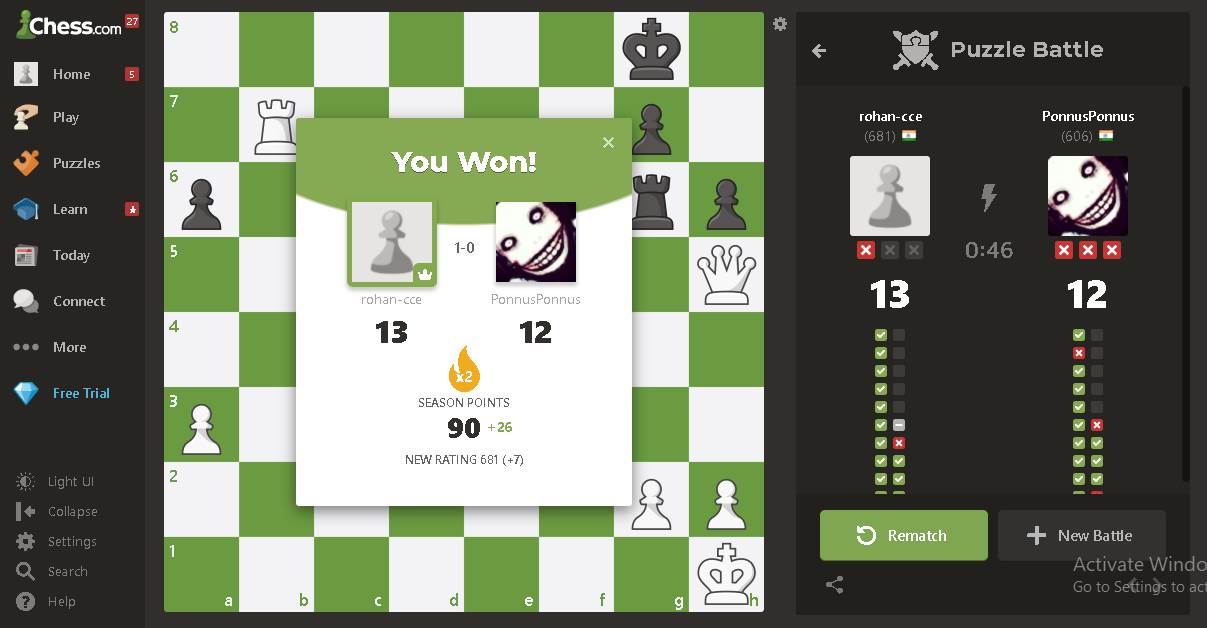 Chess.com 27
Home 5
Play
Puzzles
Learn
Today
Connect
More
Free Trial
Light UI
Collapse
Settings
Search
Help
8
7
6
5
4
3
2
1
a b c d e f g h
You Won!
1-0
rohan-cce PonnusPonnus
13 12
x2
SEASON POINTS
90 +26
NEW RATING 681 (+7)
Puzzle Battle
rohan-cce PonnusPonnus
(681) (606)
0:46
13 12
Rematch New Battle
Activate Windo
Go to Settings to act